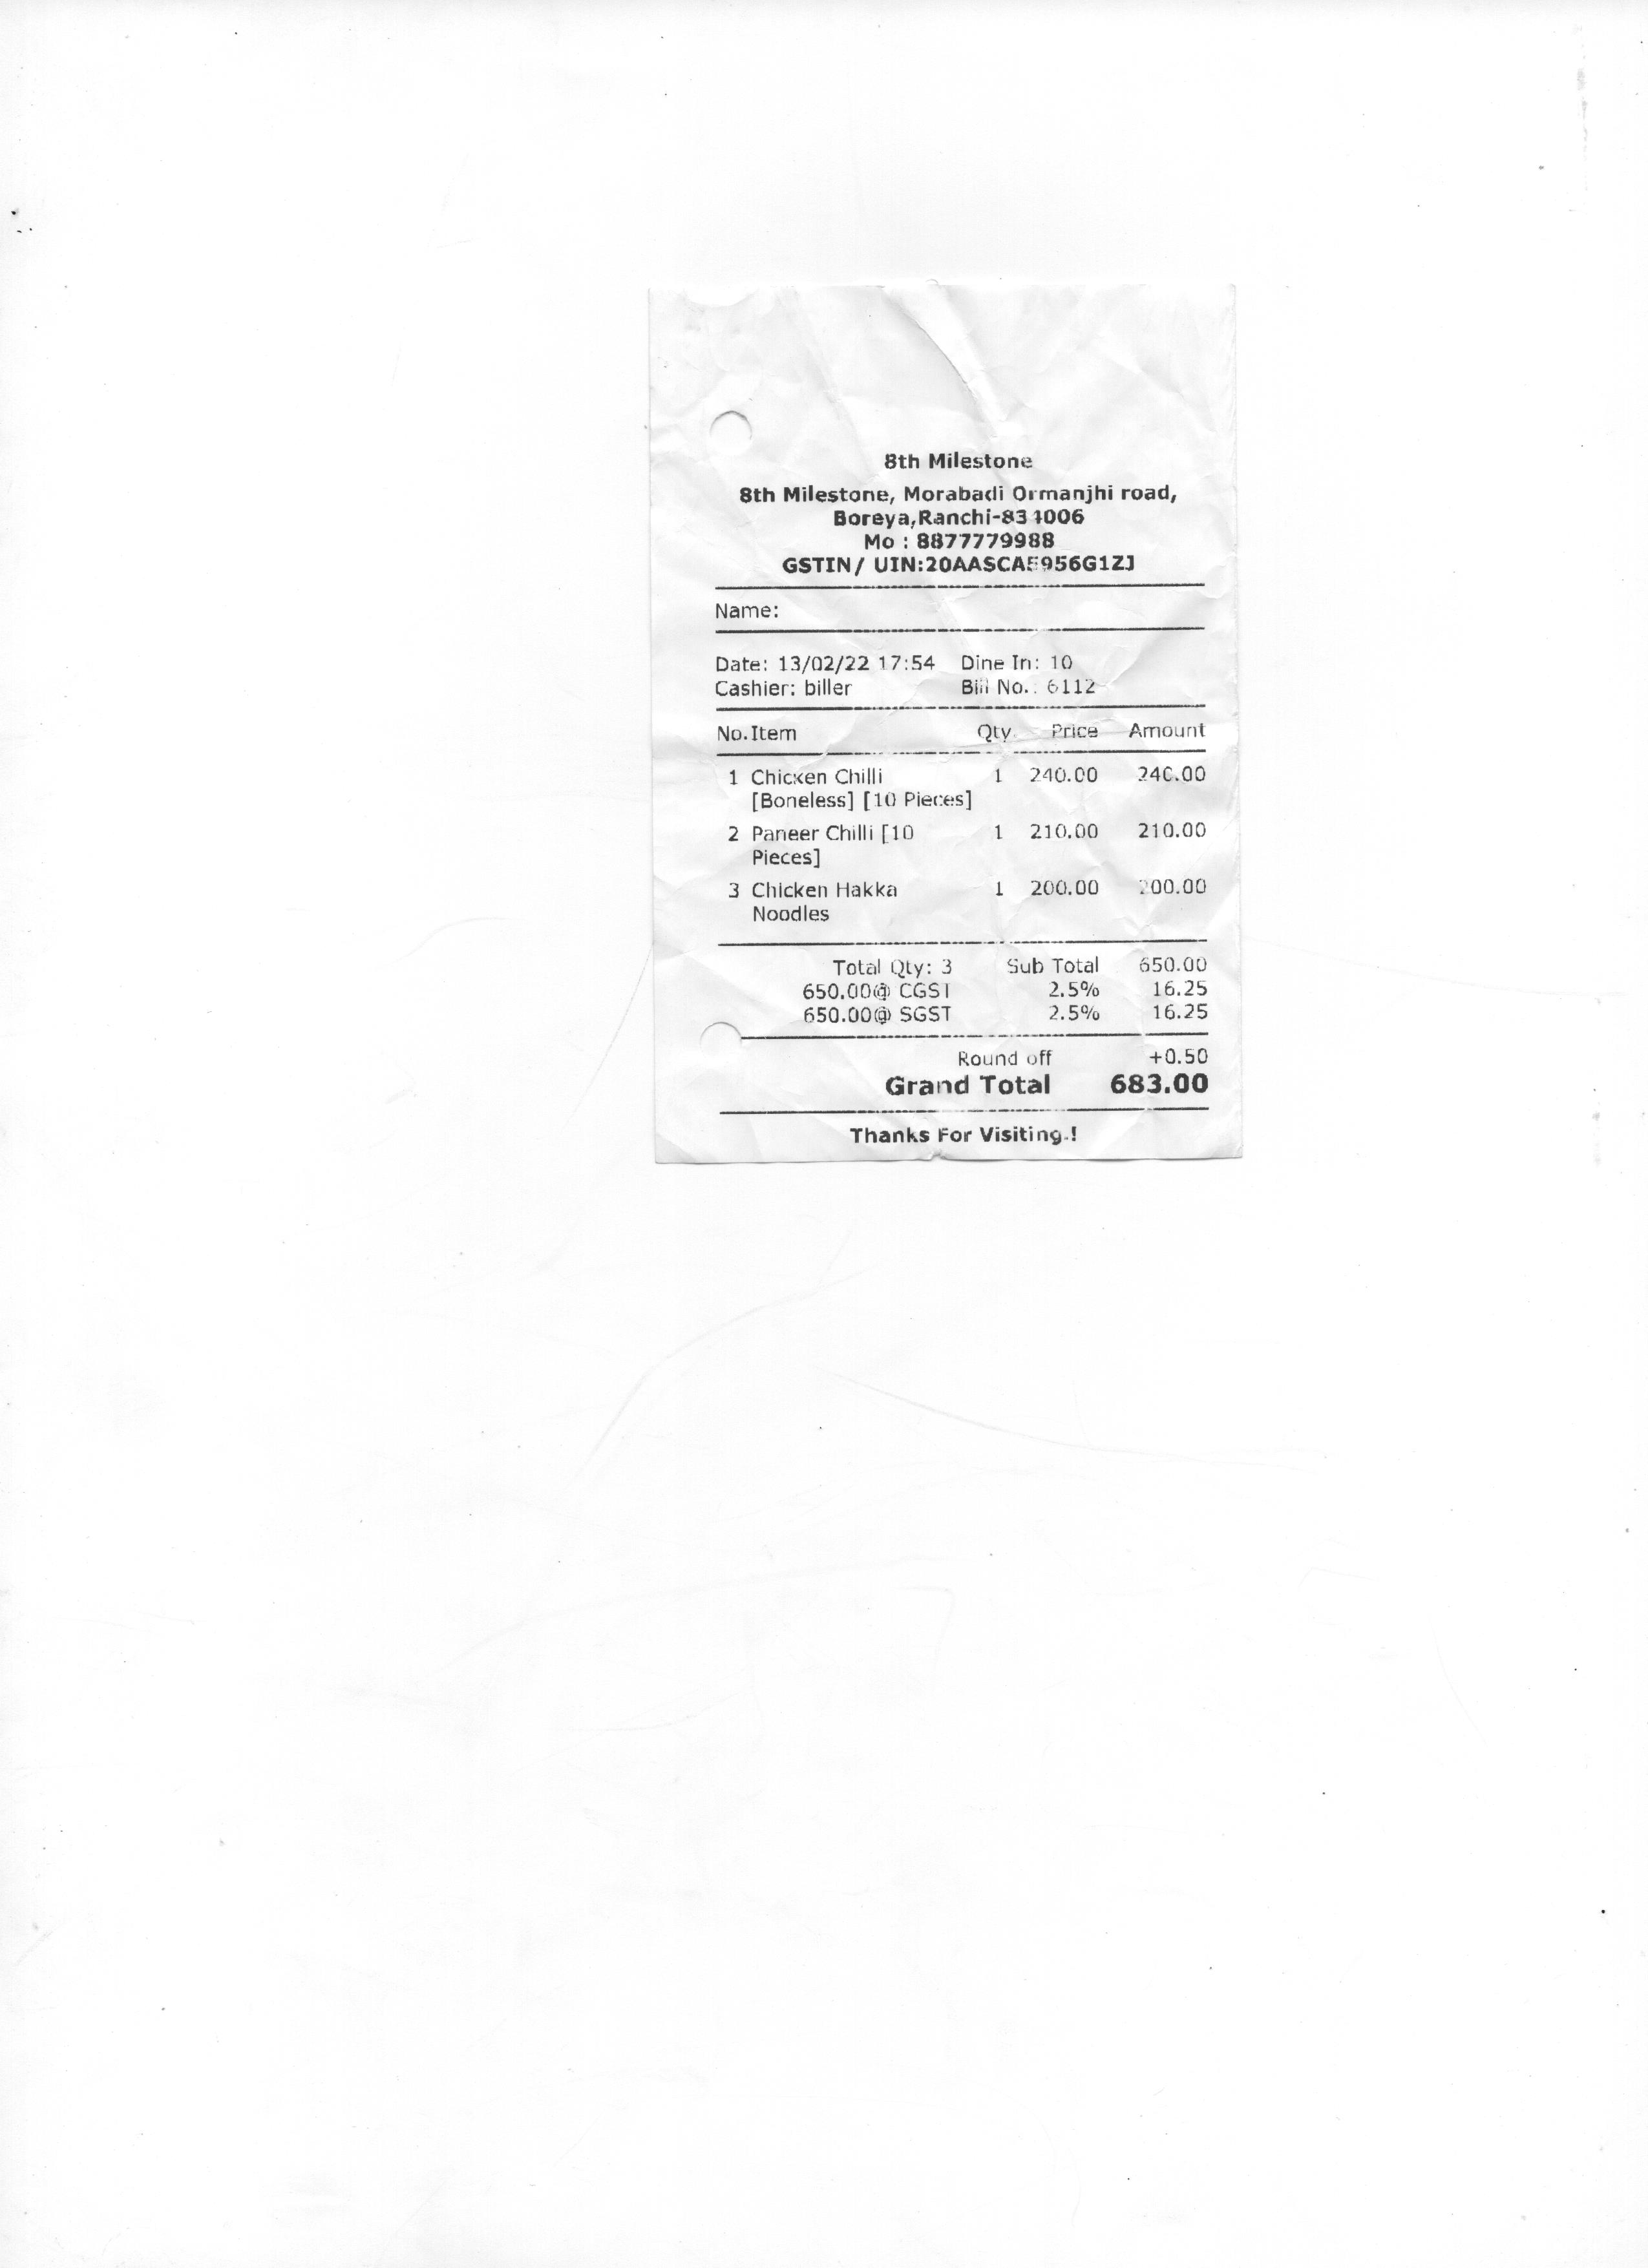 8th Milestone
8th Milestone, Morabadi Ormanjhi road,
Boreya,Ranchi-834006
Mo : 8877779988
GSTIN/ UIN:20AASCA5956G1ZJ
Name:
Date: 13/02/22 17:54 Dine In: 10
Cashier: biller Bill No.: 6112
No.Item Qty. Price Amount
1 Chicken Chilli 1 240.00 240.00
[Boneless] [10 Pieces]
2 Paneer Chilli [10 1 210.00 210.00
Pieces]
3 Chicken Hakka 1 200.00 200.00
Noodles
Total Qty: 3 Sub Total 650.00
650.00@ CGST 2.5% 16.25
650.00@ SGST 2.5% 16.25
Round off +0.50
Grand Total 683.00
Thanks For Visiting.!